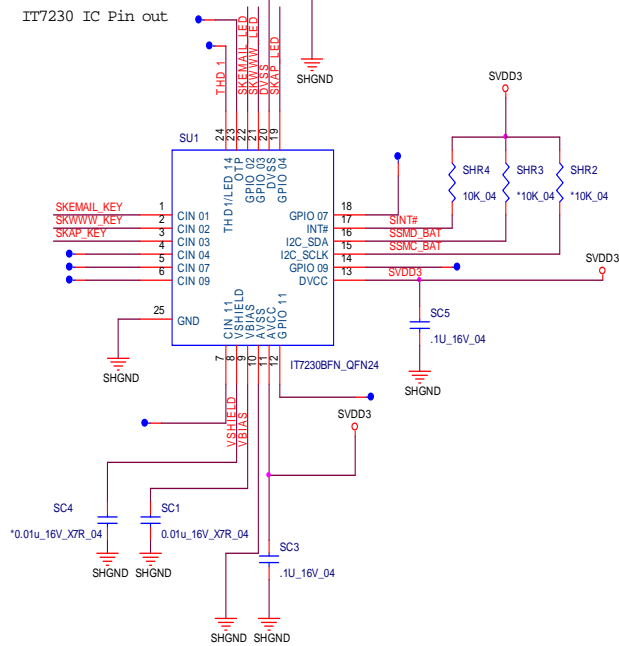 IT7230 IC Pin out
SHGND
THD 1
SKEMAIL_LED
SKWWW_LED
DVSS
SKAP_LED
24
23
22
21
20
19
SU1
THD1/LED 14
OTP
GPIO 02
GPIO 03
DVSS
GPIO 04
SVDD3
SHR4
10K_04
SHR3
*10K_04
SHR2
*10K_04
SKEMAIL_KEY
1
CIN 01
SKWWW_KEY
2
CIN 02
SKAP_KEY
3
CIN 03
4
CIN 04
5
CIN 07
6
CIN 09
25
GND
SHGND
GPIO 07
18
INT#
17
SINT#
I2C_SDA
16
SSMD_BAT
I2C_SCLK
15
SSMC_BAT
GPIO 09
14
DVCC
13
SVDD3
SVDD3
SC5
.1U_16V_04
SHGND
CIN 11
VSHIELD
VBIAS
AVSS
AVCC
GPIO 11
7
8
9
10
11
12
IT7230BFN_QFN24
VSHIELD
VBIAS
SVDD3
SC4
*0.01u_16V_X7R_04
SHGND
SC1
0.01u_16V_X7R_04
SHGND
SC3
.1U_16V_04
SHGND
SHGND